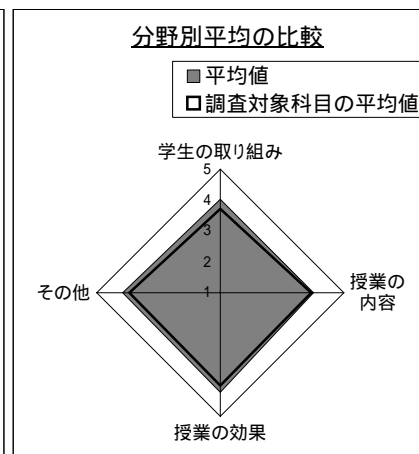 分野別平均の比較
平均値
調査対象科目の平均値
学生の取り組み
5
4
3
2
1
その他
授業の
内容
授業の効果